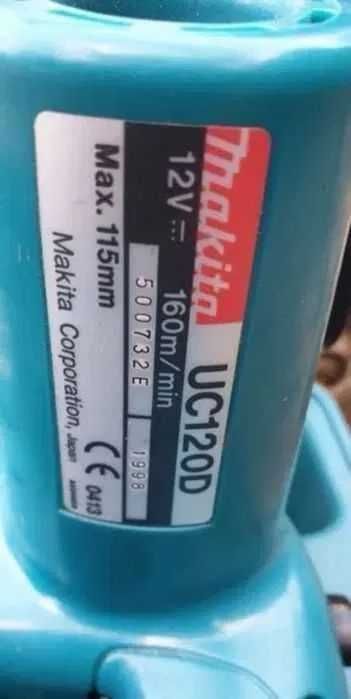 makita
UC120D
12V⎓ 160m/min
500732E 1998
Max. 115mm
CE 0413
Makita Corporation, Japan